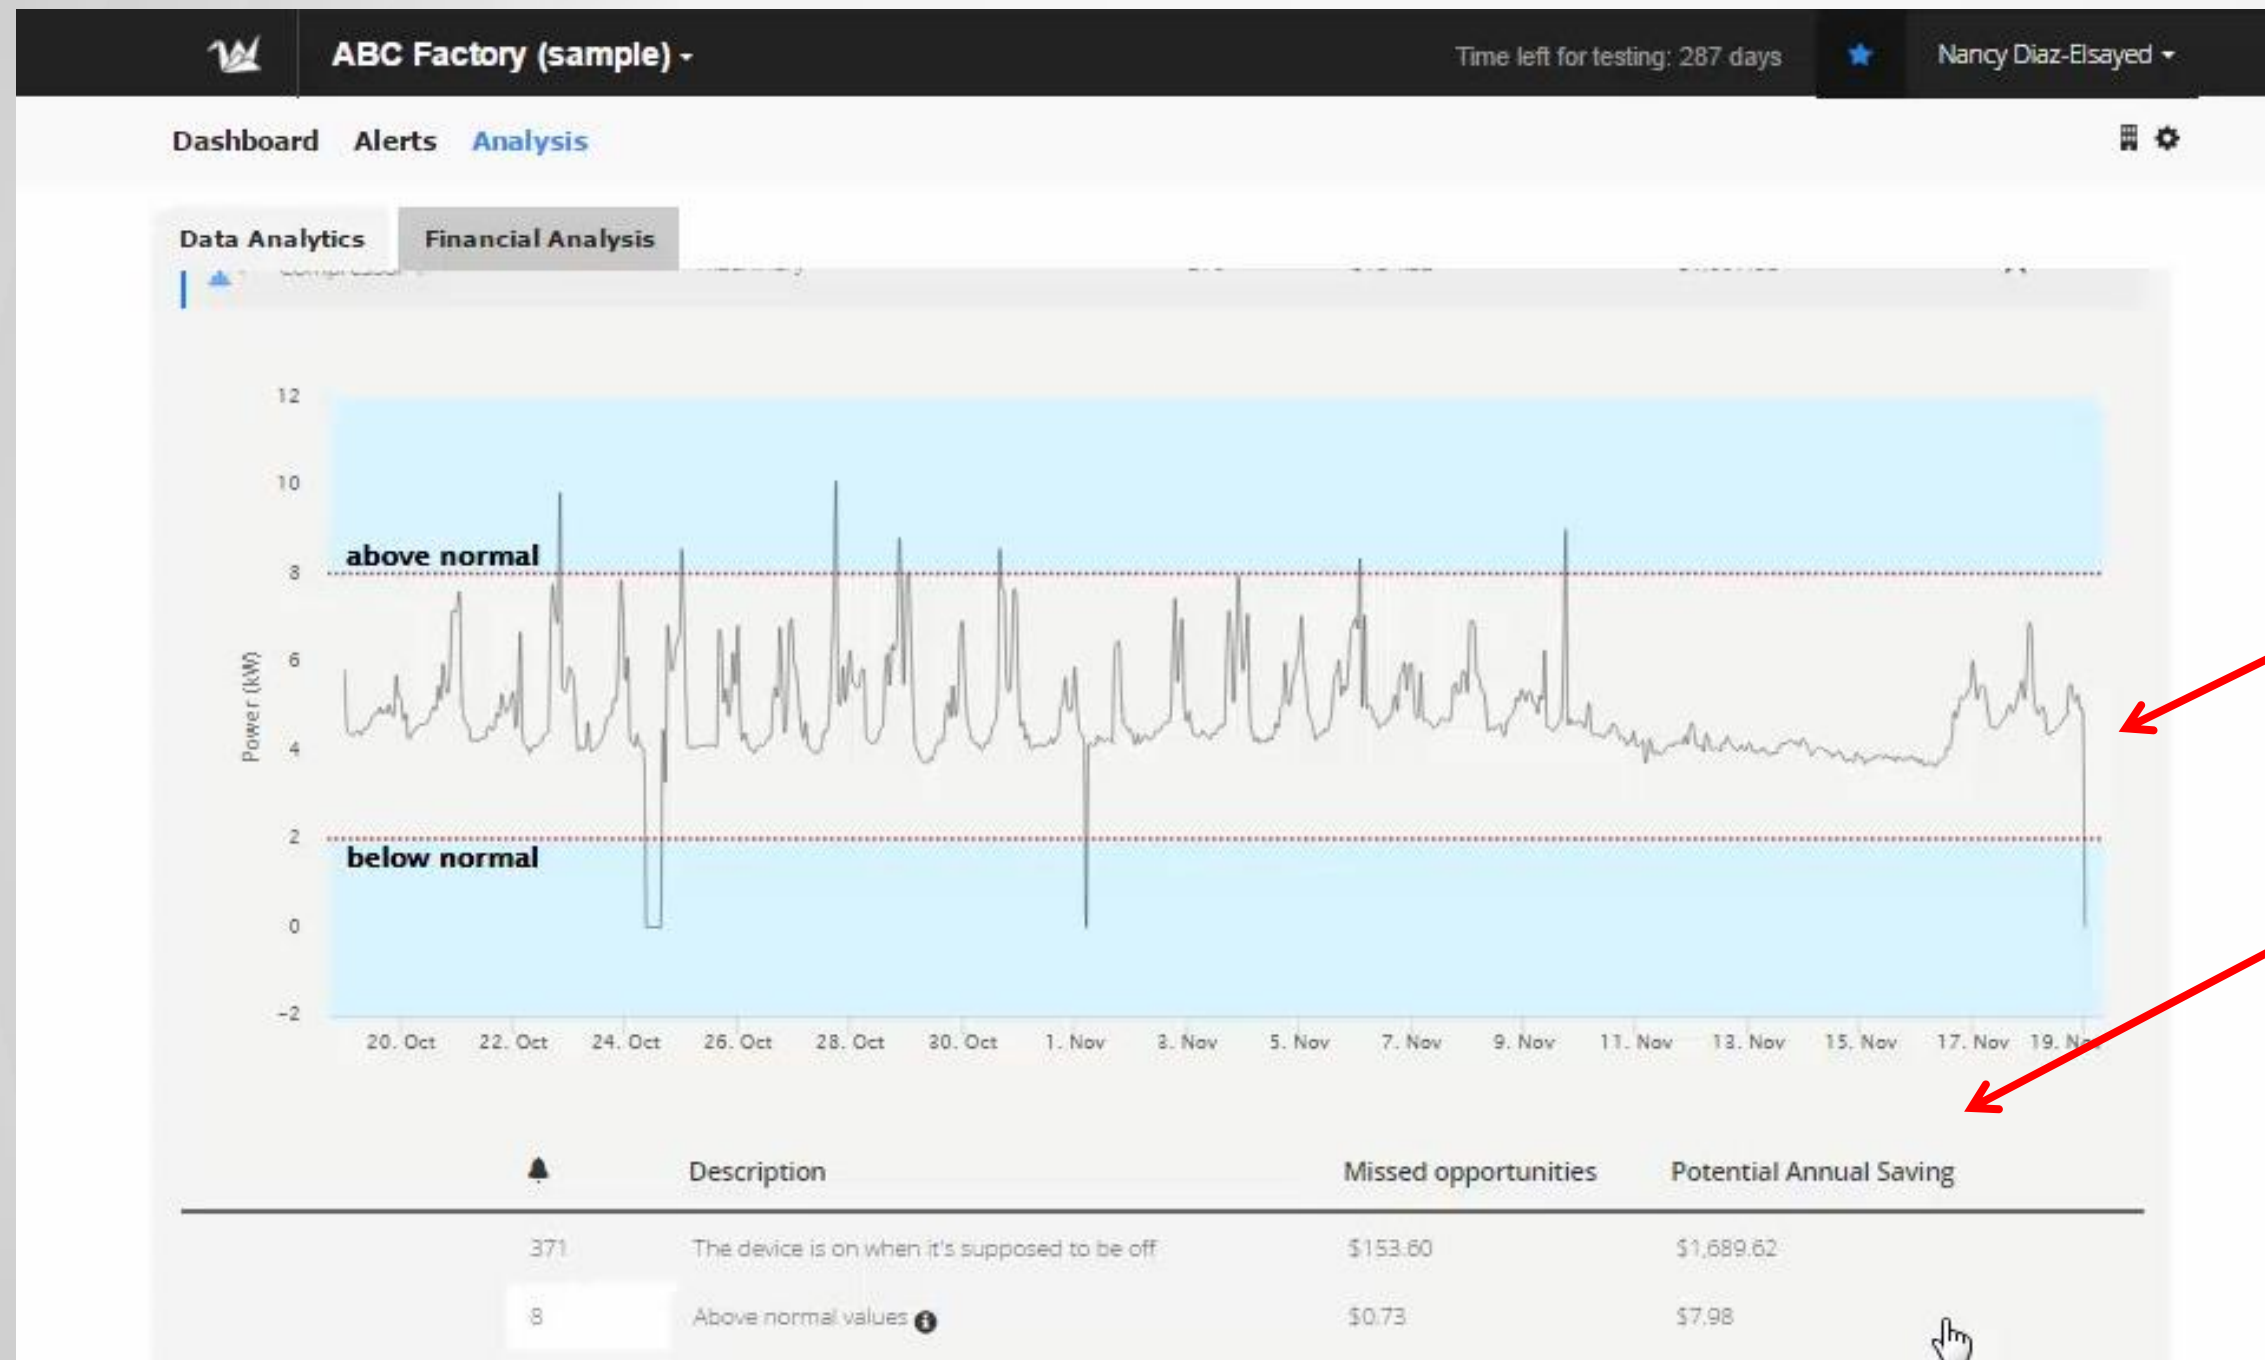 ABC Factory (sample)
Time left for testing: 287 days
Nancy Diaz-Elsayed
Dashboard Alerts Analysis
Data Analytics Financial Analysis
12
10
above normal
8
6
Power (kW)
4
2
below normal
0
-2
20. Oct 22. Oct 24. Oct 26. Oct 28. Oct 30. Oct 1. Nov 3. Nov 5. Nov 7. Nov 9. Nov 11. Nov 13. Nov 15. Nov 17. Nov 19.
Description Missed opportunities Potential Annual Saving
371 The device is on when it's supposed to be off $153.60 $1,689.62
8 Above normal values $0.73 $7.98